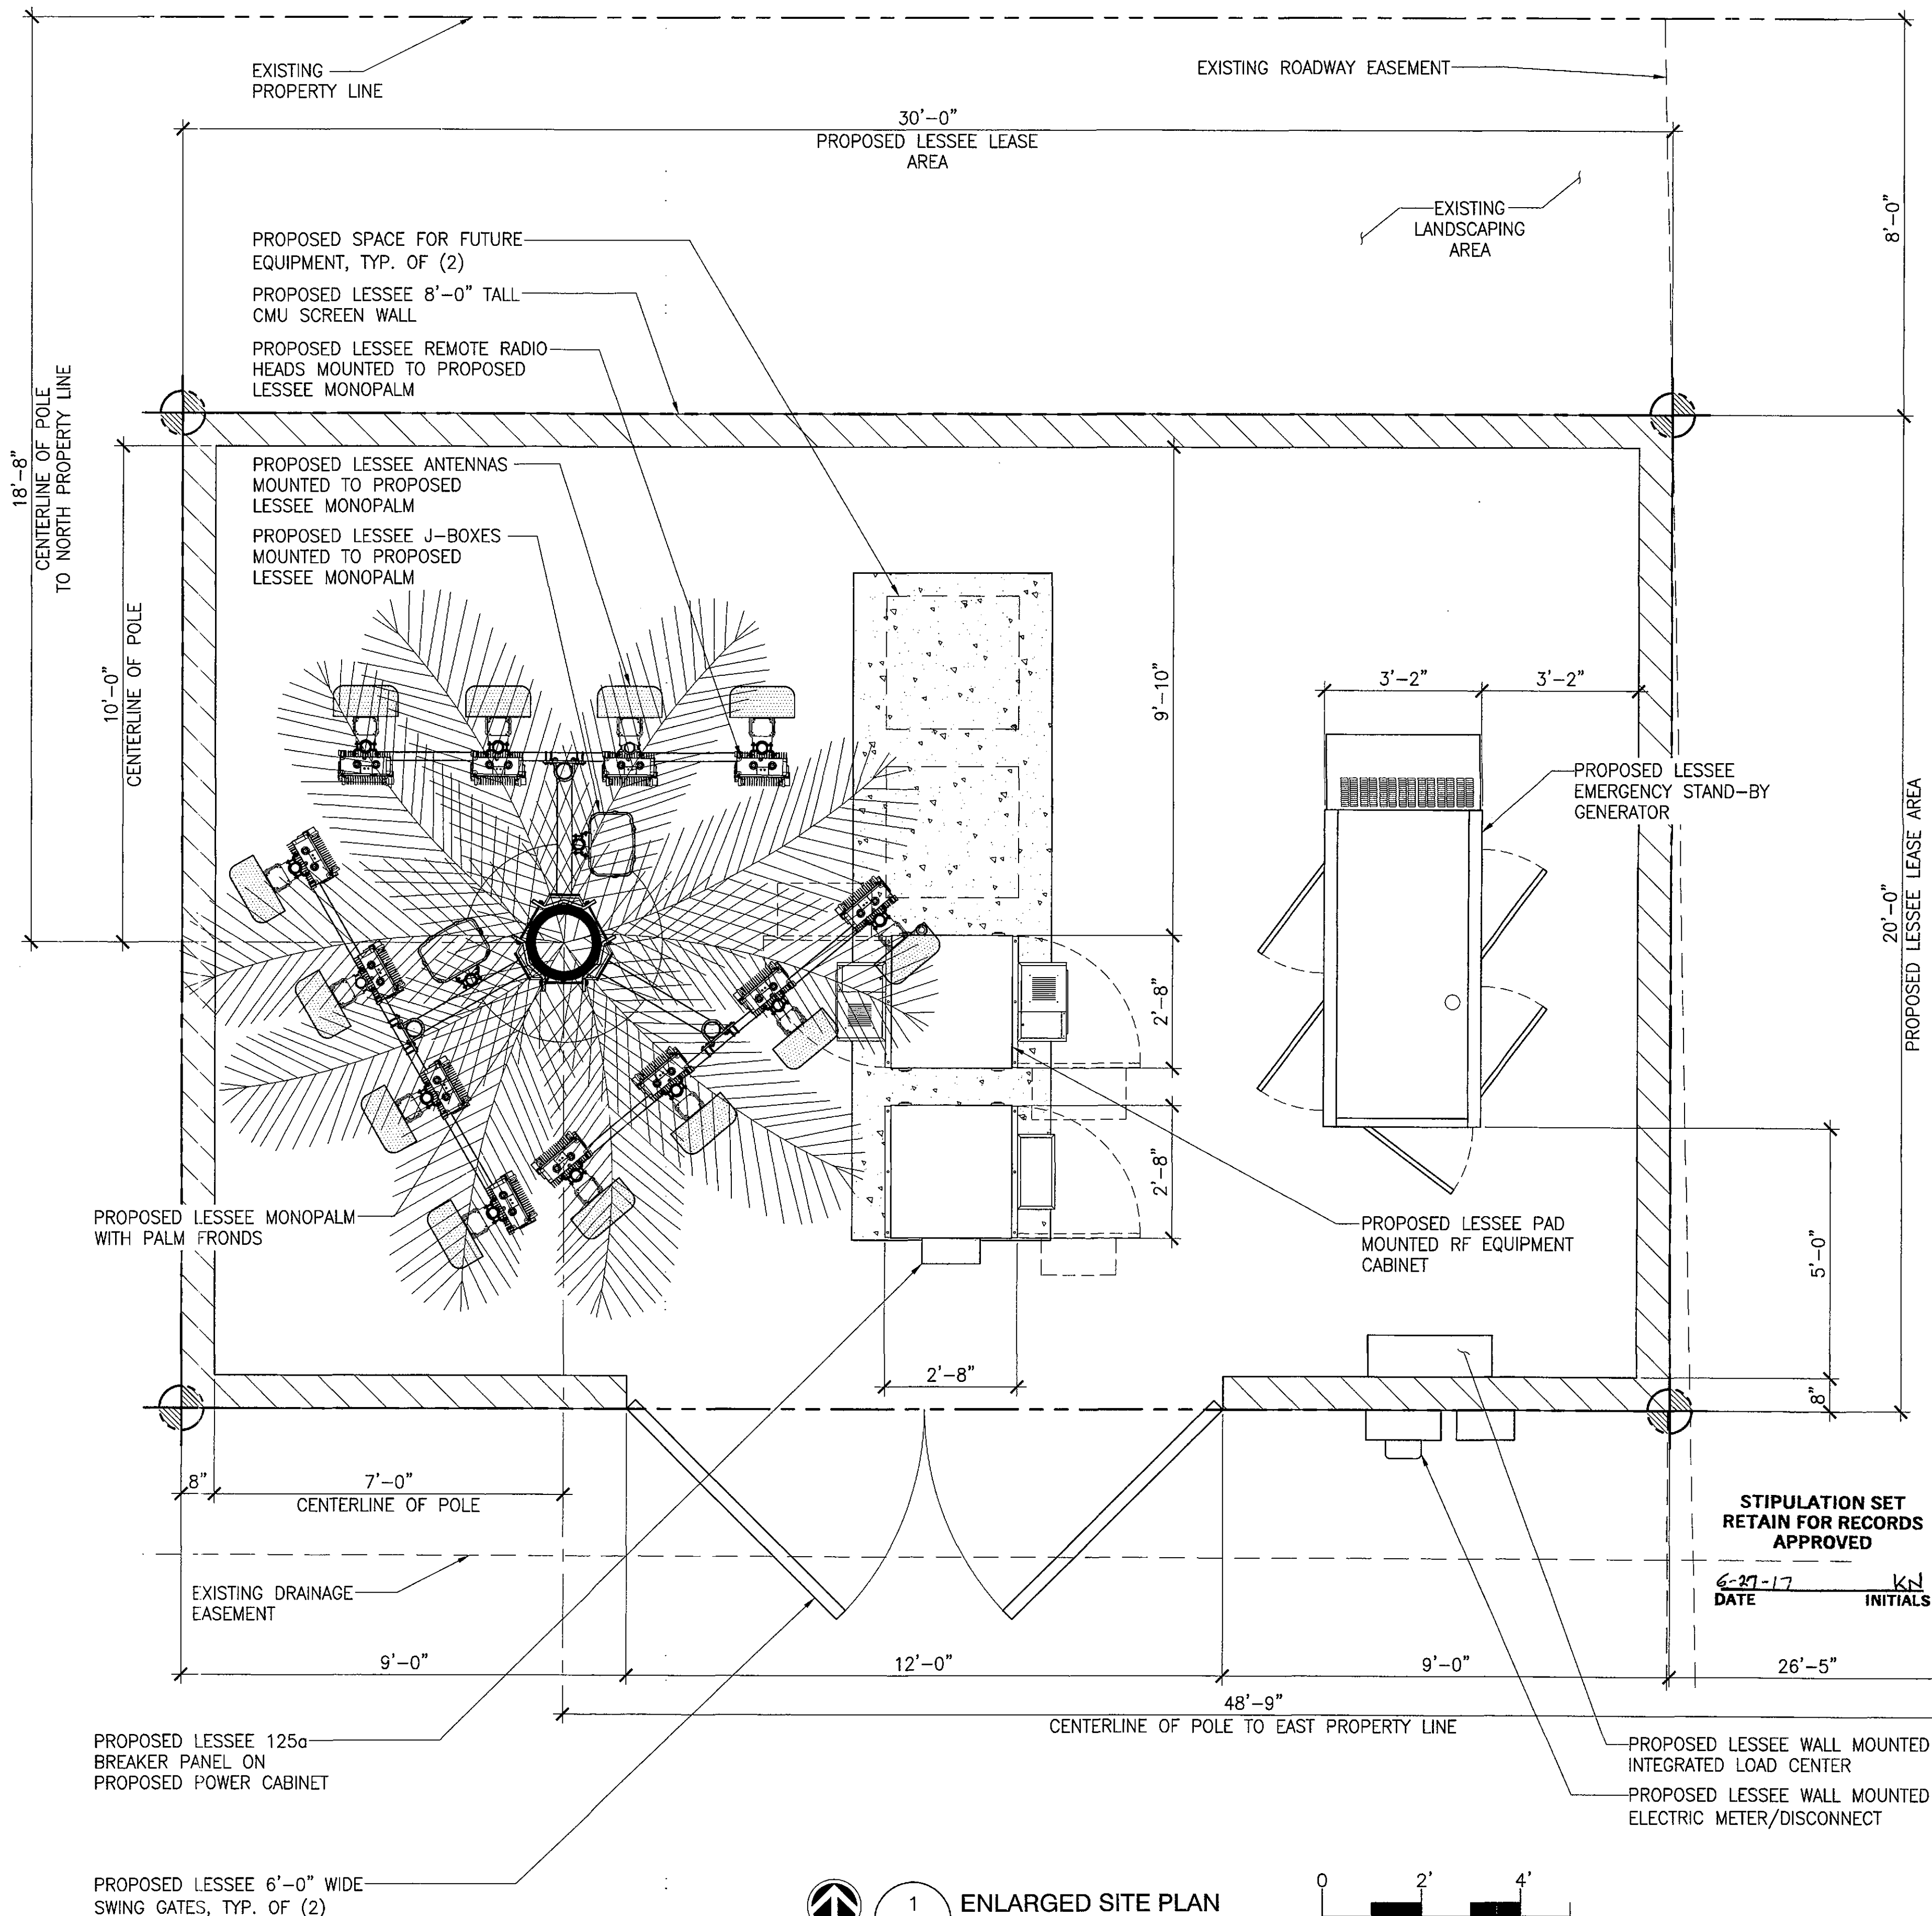 EXISTING
PROPERTY LINE
EXISTING ROADWAY EASEMENT
30'-0"
PROPOSED LESSEE LEASE
AREA
EXISTING
LANDSCAPING
AREA
8'-0"
PROPOSED SPACE FOR FUTURE
EQUIPMENT, TYP. OF (2)
PROPOSED LESSEE 8'-0" TALL
CMU SCREEN WALL
PROPOSED LESSEE REMOTE RADIO
HEADS MOUNTED TO PROPOSED
LESSEE MONOPALM
18'-8"
CENTERLINE OF POLE
TO NORTH PROPERTY LINE
PROPOSED LESSEE ANTENNAS
MOUNTED TO PROPOSED
LESSEE MONOPALM
PROPOSED LESSEE J-BOXES
MOUNTED TO PROPOSED
LESSEE MONOPALM
10'-0"
CENTERLINE OF POLE
9'-10"
3'-2"
3'-2"
PROPOSED LESSEE
EMERGENCY STAND-BY
GENERATOR
20'-0"
PROPOSED LESSEE LEASE AREA
2'-8"
2'-8"
PROPOSED LESSEE MONOPALM
WITH PALM FRONDS
PROPOSED LESSEE PAD
MOUNTED RF EQUIPMENT
CABINET
5'-0"
2'-8"
8"
8"
7'-0"
CENTERLINE OF POLE
STIPULATION SET
RETAIN FOR RECORDS
APPROVED
6-27-17 KN
DATE INITIALS
EXISTING DRAINAGE
EASEMENT
9'-0"
12'-0"
9'-0"
26'-5"
48'-9"
CENTERLINE OF POLE TO EAST PROPERTY LINE
PROPOSED LESSEE 125a
BREAKER PANEL ON
PROPOSED POWER CABINET
PROPOSED LESSEE WALL MOUNTED
INTEGRATED LOAD CENTER
PROPOSED LESSEE WALL MOUNTED
ELECTRIC METER/DISCONNECT
PROPOSED LESSEE 6'-0" WIDE
SWING GATES, TYP. OF (2)
1
ENLARGED SITE PLAN
0 2' 4'